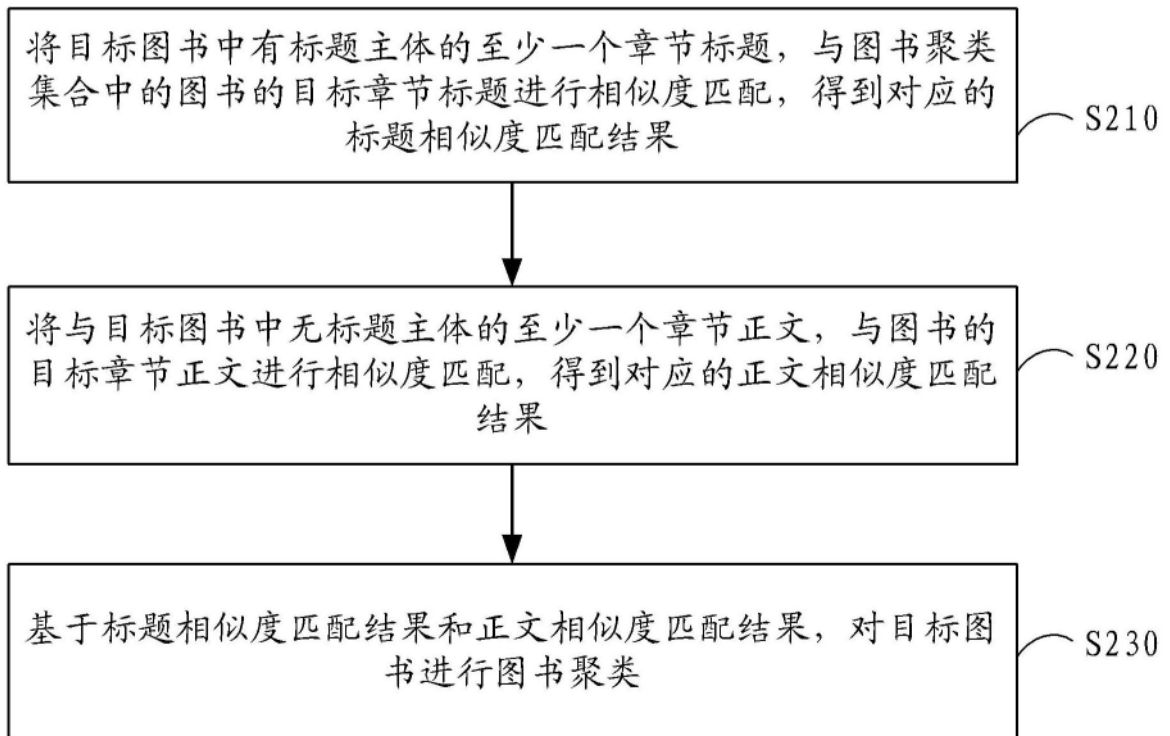 将目标图书中有标题主体的至少一个章节标题，与图书聚类
集合中的图书的目标章节标题进行相似度匹配，得到对应的
标题相似度匹配结果
S210
将与目标图书中无标题主体的至少一个章节正文，与图书的
目标章节正文进行相似度匹配，得到对应的正文相似度匹配
结果
S220
基于标题相似度匹配结果和正文相似度匹配结果，对目标图
书进行图书聚类
S230